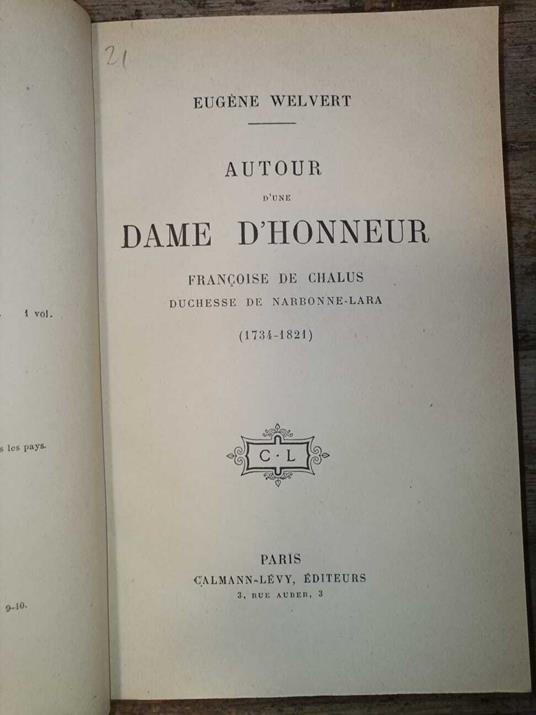 21
EUGÈNE WELVERT
AUTOUR
D'UNE
DAME D'HONNEUR
FRANÇOISE DE CHALUS
DUCHESSE DE NARBONNE-LARA
(1734-1821)
C·L
PARIS
CALMANN-LÉVY, ÉDITEURS
3, RUE AUBER, 3
1 vol.
les pays.
9-10.